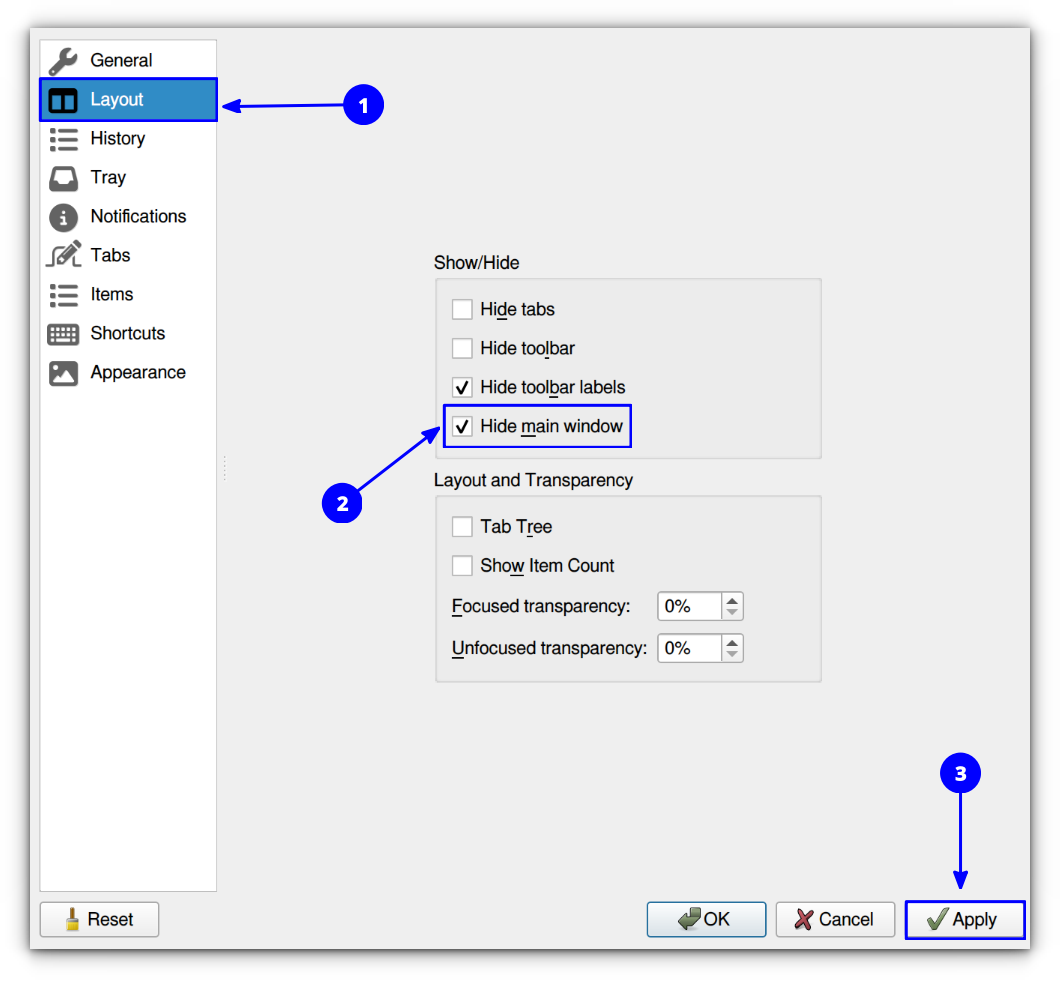 General
Layout
1
History
Tray
Notifications
Tabs
Items
Shortcuts
Appearance
Show/Hide
Hide tabs
Hide toolbar
Hide toolbar labels
Hide main window
2
Layout and Transparency
Tab Tree
Show Item Count
Focused transparency: 0%
Unfocused transparency: 0%
3
Reset OK Cancel Apply